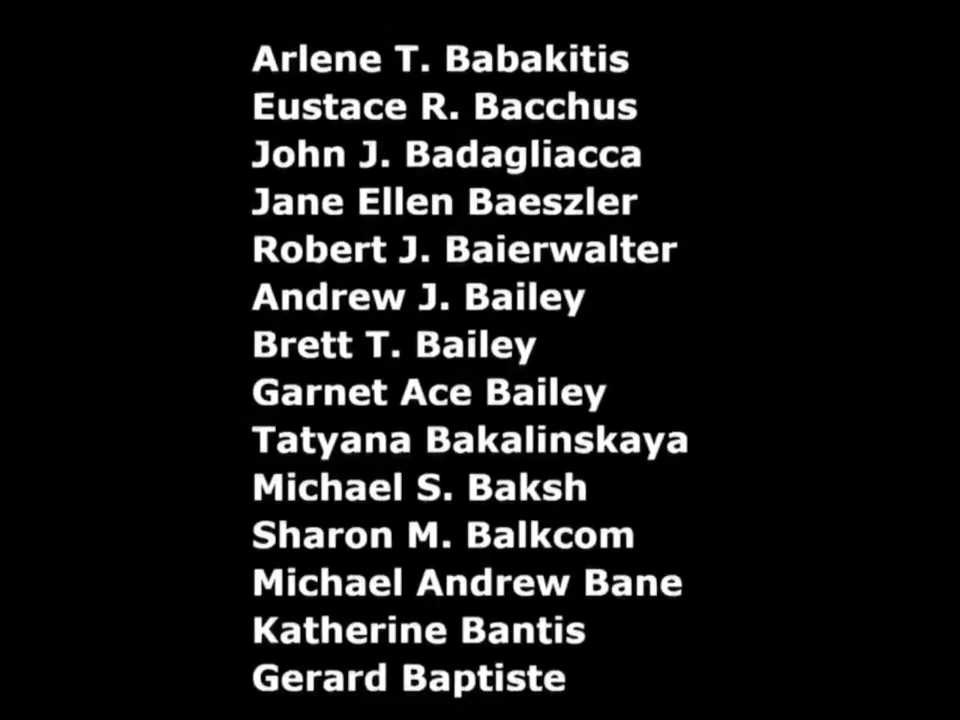 Arlene T. Babakitis
Eustace R. Bacchus
John J. Badagliacca
Jane Ellen Baeszler
Robert J. Baierwalter
Andrew J. Bailey
Brett T. Bailey
Garnet Ace Bailey
Tatyana Bakalinskaya
Michael S. Baksh
Sharon M. Balkcom
Michael Andrew Bane
Katherine Bantis
Gerard Baptiste